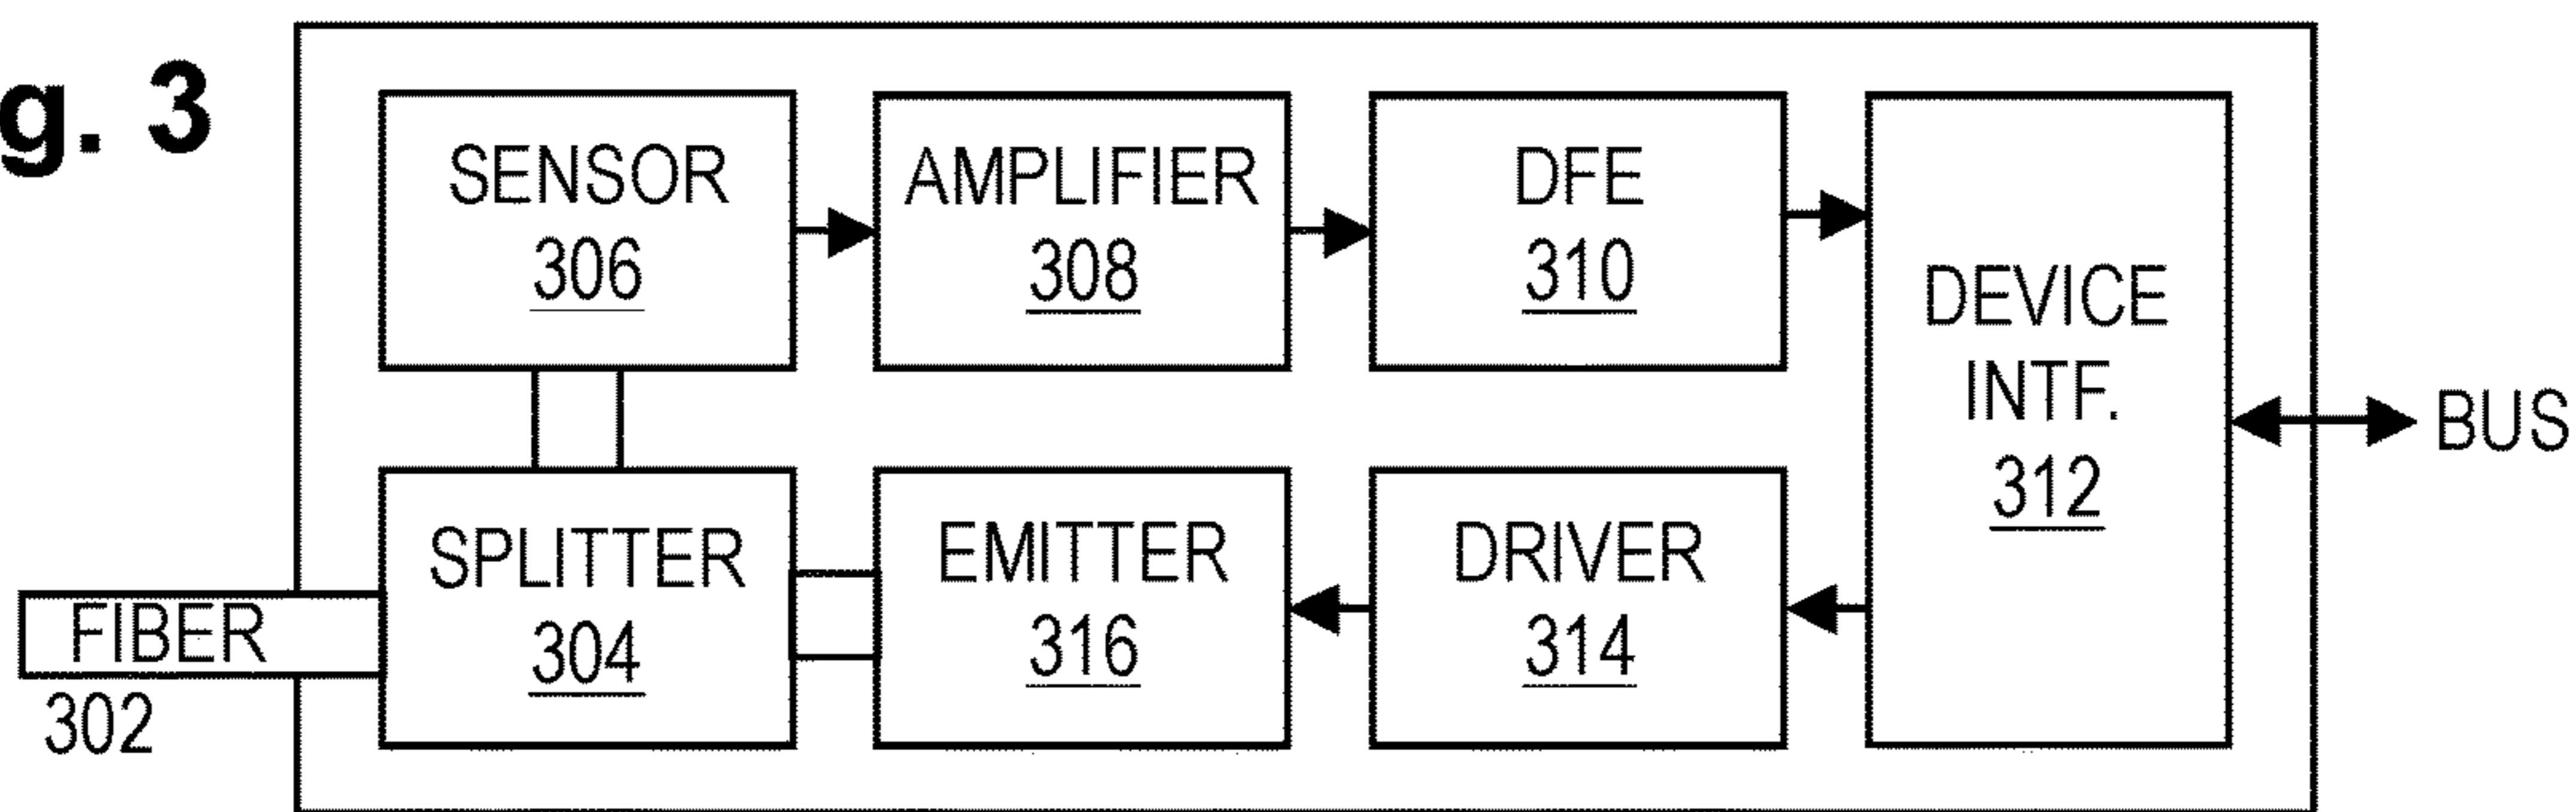 g. 3
SENSOR
306
AMPLIFIER
308
DFE
310
DEVICE
INTF.
312
BUS
SPLITTER
304
EMITTER
316
DRIVER
314
FIBER
302